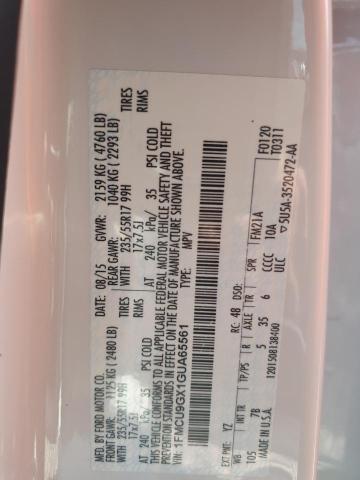 MFD. BY FORD MOTOR CO.
DATE: 08/15 GVWR: 2159 KG ( 4760 LB)
FRONT GAWR: 1125 KG ( 2480 LB) REAR GAWR: 1040 KG ( 2293 LB)
235/55R17 99H WITH TIRES 235/55R17 99H WITH TIRES
17x7.5J RIMS 17x7.5J RIMS
AT 240 kPa/ 35 PSI COLD AT 240 kPa/ 35 PSI COLD
THIS VEHICLE CONFORMS TO ALL APPLICABLE FEDERAL MOTOR VEHICLE SAFETY AND THEFT
PREVENTION STANDARDS IN EFFECT ON THE DATE OF MANUFACTURE SHOWN ABOVE.
VIN: 1FMCU9GX1GUA65561
TYPE: MPV
EXT PNT: YZ RC: 48 DSO: F0120
T0311
WB INT TR TP/PS R AXLE TR SPR FM21A
105 7B 5 35 6 CCCC 10A
MADE IN U.S.A. 1201508138400 ULC ▽5U5A-3520472-AA